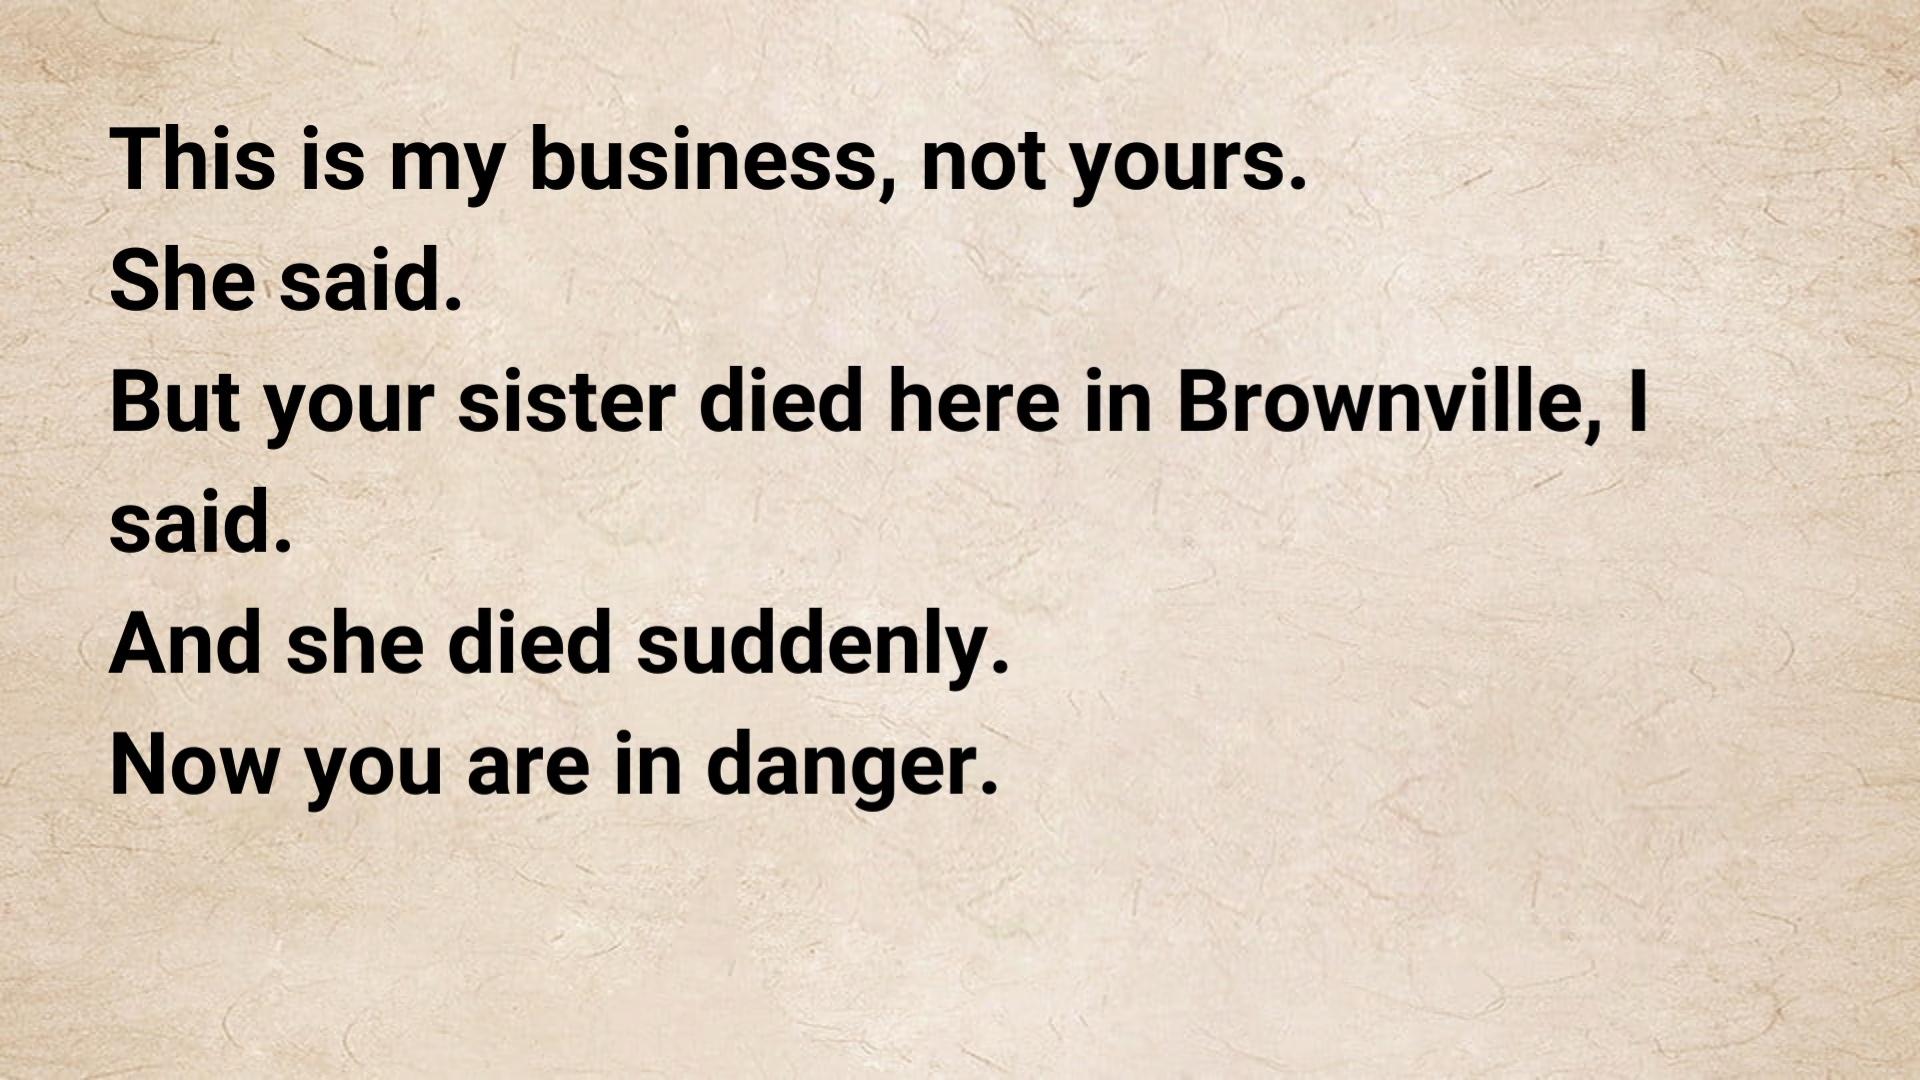 This is my business, not yours.
She said.
But your sister died here in Brownville, I
said.
And she died suddenly.
Now you are in danger.